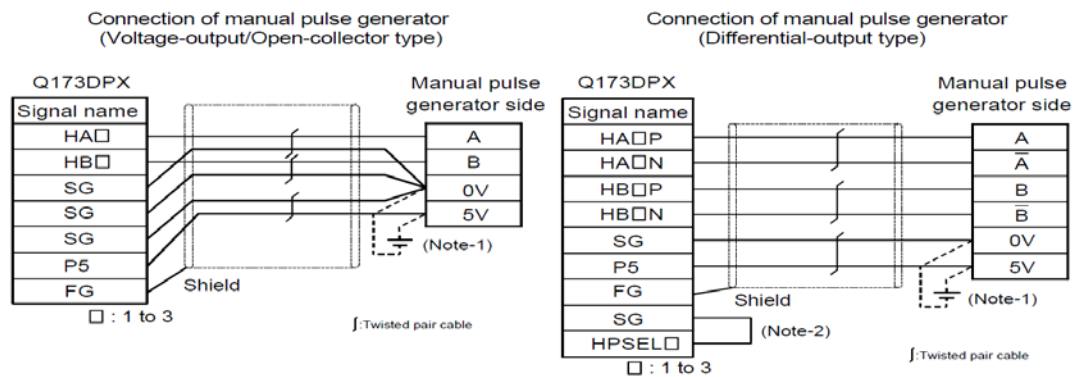 Connection of manual pulse generator
(Voltage-output/Open-collector type)
Q173DPX
Manual pulse
generator side
Signal name
HA□
HB□
SG
SG
SG
P5
FG
A
B
0V
5V
(Note-1)
Shield
□ : 1 to 3
∫:Twisted pair cable
Connection of manual pulse generator
(Differential-output type)
Q173DPX
Manual pulse
generator side
Signal name
HA□P
HA□N
HB□P
HB□N
SG
P5
FG
SG
HPSEL□
A
A̅
B
B̅
0V
5V
(Note-1)
Shield
(Note-2)
□ : 1 to 3
∫:Twisted pair cable